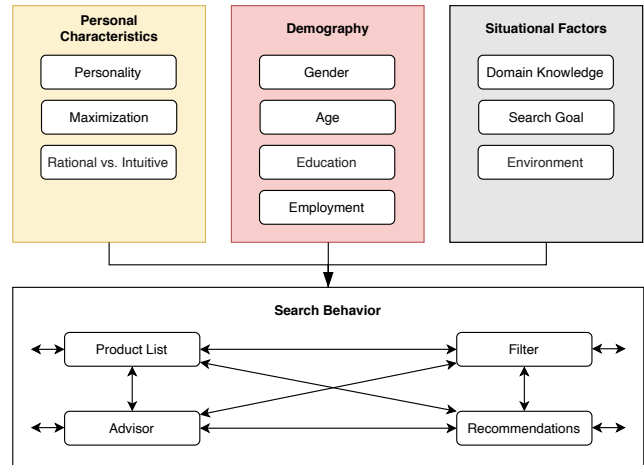 Personal
Characteristics
Personality
Maximization
Rational vs. Intuitive
Demography
Gender
Age
Education
Employment
Situational Factors
Domain Knowledge
Search Goal
Environment
Search Behavior
Product List
Filter
Advisor
Recommendations